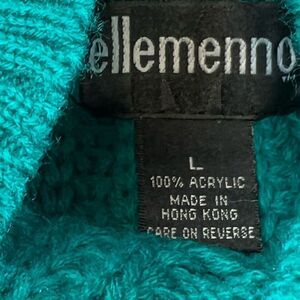 ellemenno
L
100% ACRYLIC
MADE IN
HONG KONG
CARE ON REVERSE